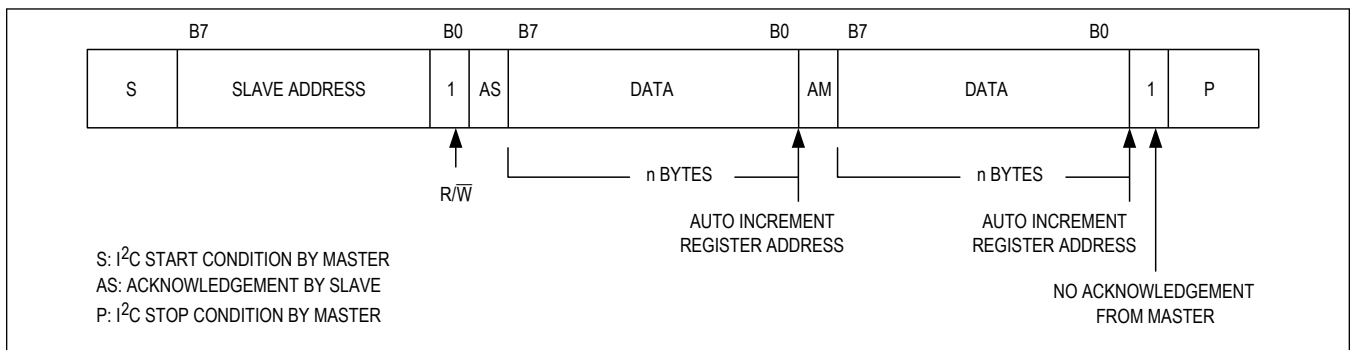 B7 B0 B7 B0 B7 B0
S SLAVE ADDRESS 1 AS DATA AM DATA 1 P
R/W̅
n BYTES n BYTES
AUTO INCREMENT
REGISTER ADDRESS
AUTO INCREMENT
REGISTER ADDRESS
NO ACKNOWLEDGEMENT
FROM MASTER
S: I²C START CONDITION BY MASTER
AS: ACKNOWLEDGEMENT BY SLAVE
P: I²C STOP CONDITION BY MASTER